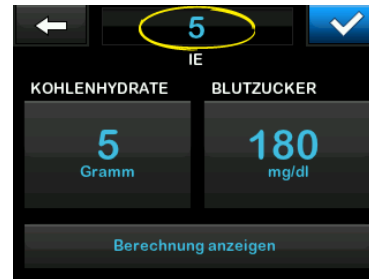 5
IE
KOHLENHYDRATE BLUTZUCKER
5 180
Gramm mg/dl
Berechnung anzeigen